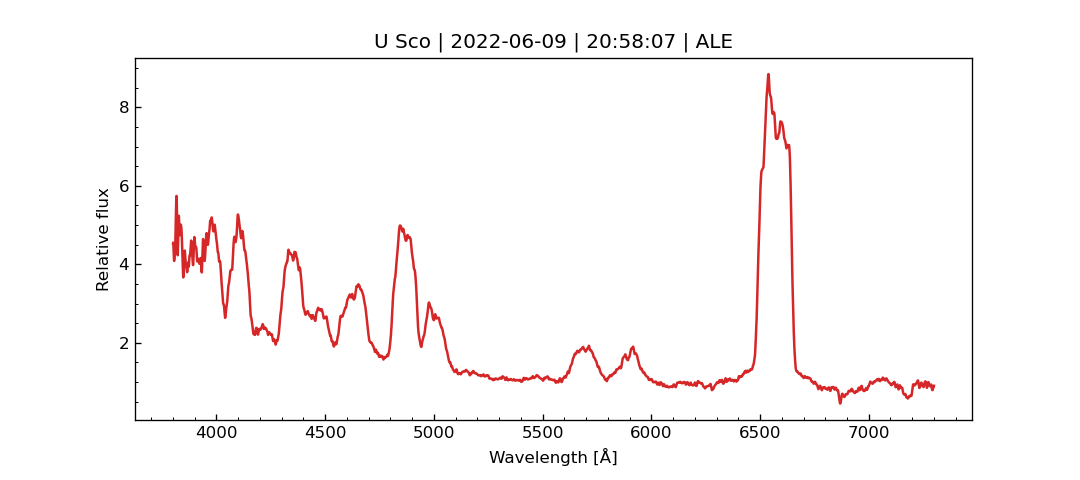 U Sco | 2022-06-09 | 20:58:07 | ALE
8
6
4
2
Relative flux
4000 4500 5000 5500 6000 6500 7000
Wavelength [Å]